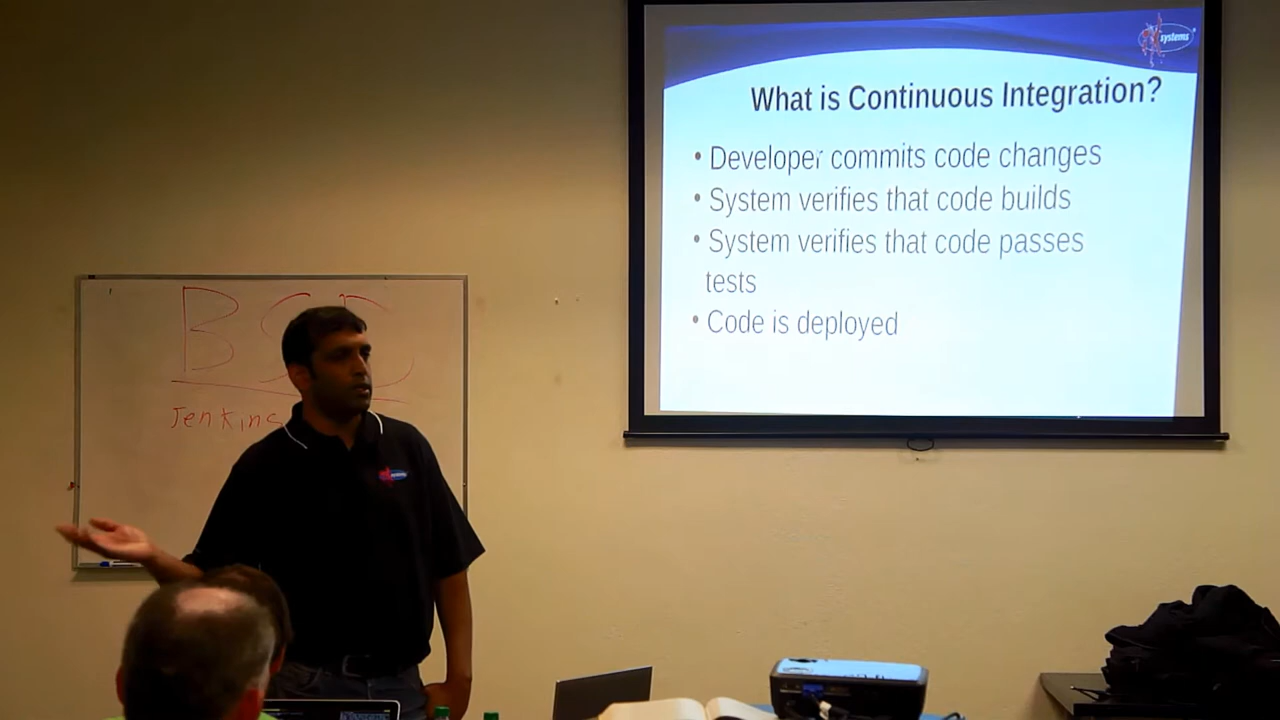 systems
What is Continuous Integration?
• Developer commits code changes
• System verifies that code builds
• System verifies that code passes
tests
• Code is deployed
Jenkins